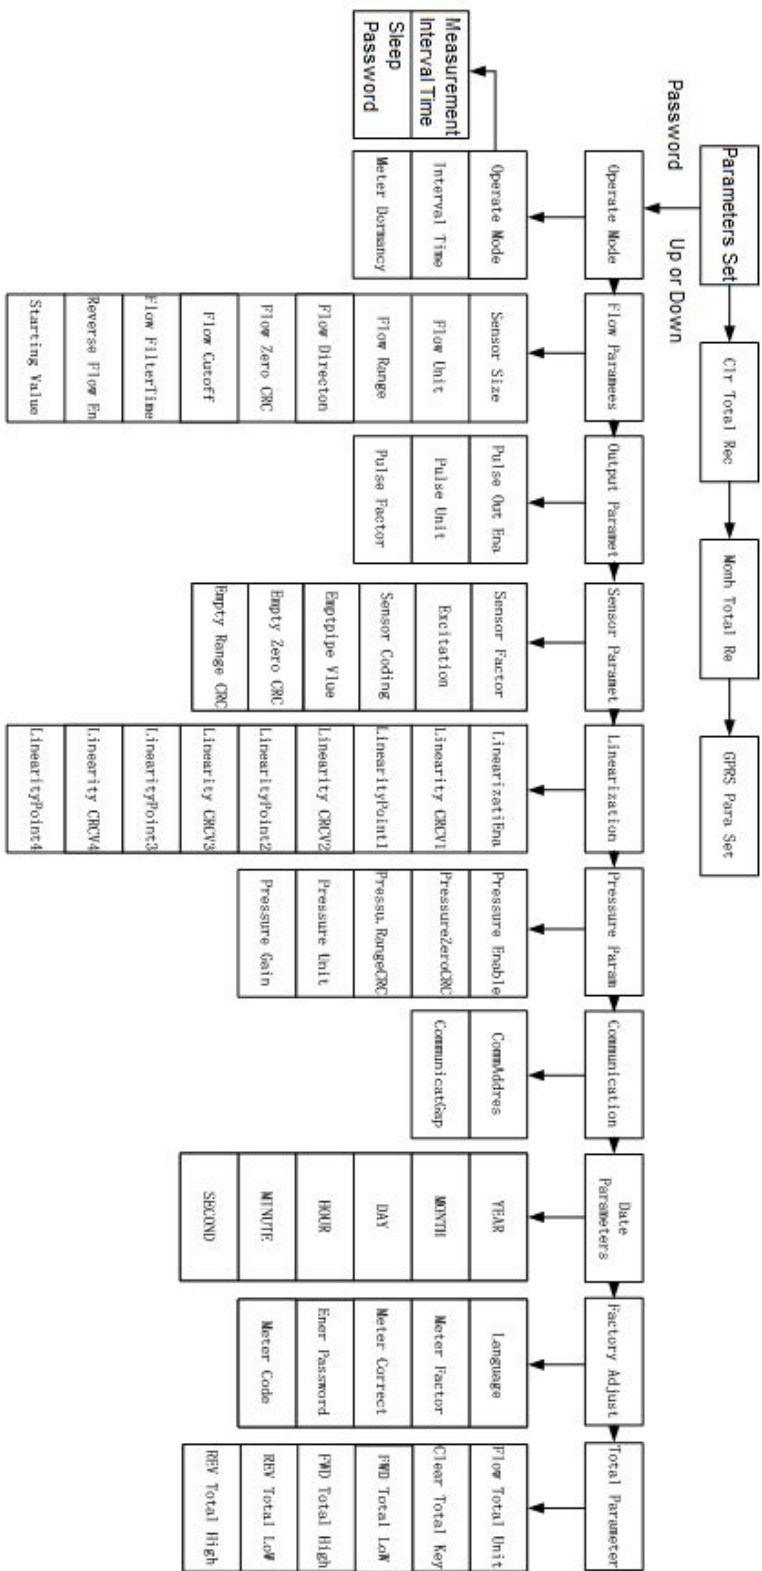 Parameters Set
Clr Total Rec
Monh Total Re
GPRS Para Set
Password
Up or Down
Operate Mode
Flow Paramees
Output Paramet
Sensor Paramet
Linearization
Pressure Param
Communication
Date
Parameters
Factory Adjust
Total Parameter
Measurement
Interval Time
Sleep
Password
Operate Mode
Interval Time
Meter Dormancy
Sensor Size
Flow Unit
Flow Range
Flow Directon
Flow Zero CRC
Flow Cutoff
Flow FilterTime
Reverse Flow En
Starting Value
Pulse Out Ena
Pulse Unit
Pulse Factor
Sensor Factor
Excitation
Sensor Coding
Emptpipe Vlue
Empty Zero CRC
Empty Range CRC
LinearizatiEna
Linearity CRCV1
LinearityPoint1
Linearity CRCV2
LinearityPoint2
Linearity CRCV3
LinearityPoint3
Linearity CRCV4
LinearityPoint4
Pressure Enable
PressureZeroCRC
Pressu.RangeCRC
Pressure Unit
Pressure Gain
CommAddres
CommunicatGap
YEAR
MONTH
DAY
HOUR
MINUTE
SECOND
Language
Meter Factor
Meter Correct
Ener Password
Meter Code
Flow Total Unit
Clear Total Key
FWD Total LoW
FWD Total High
REV Total LoW
REV Total High